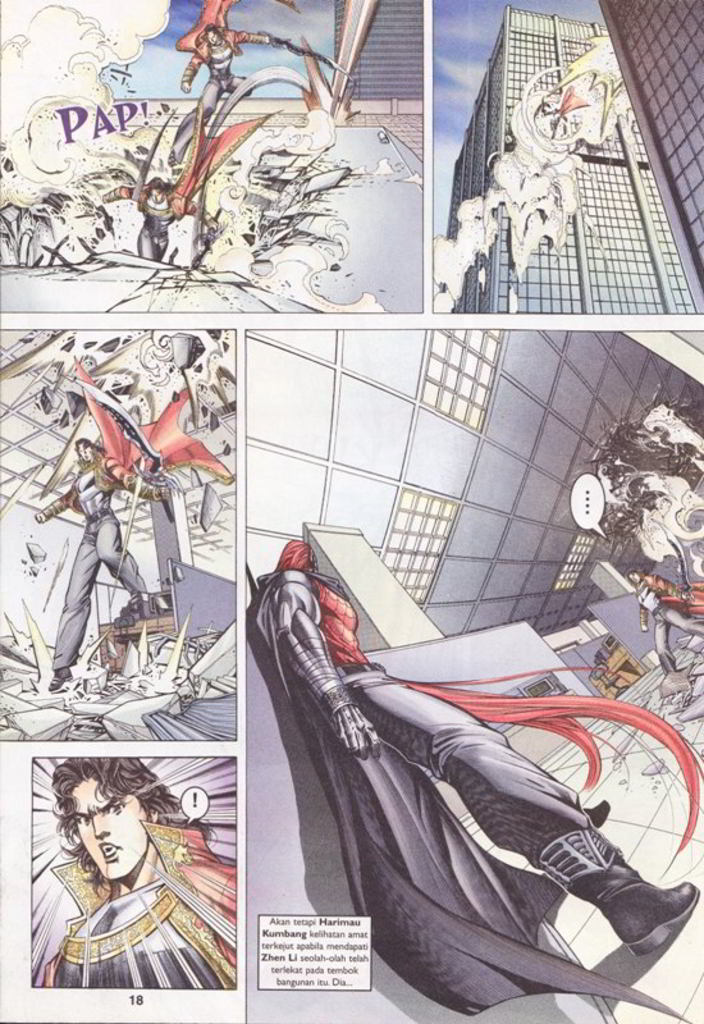 PAP!
....
!
Akan tetapi Harimau
Kumbang kelihatan amat
terkejut apabila mendapati
Zhen Li seolah-olah telah
terlekat pada tembok
bangunan itu. Dia...
18